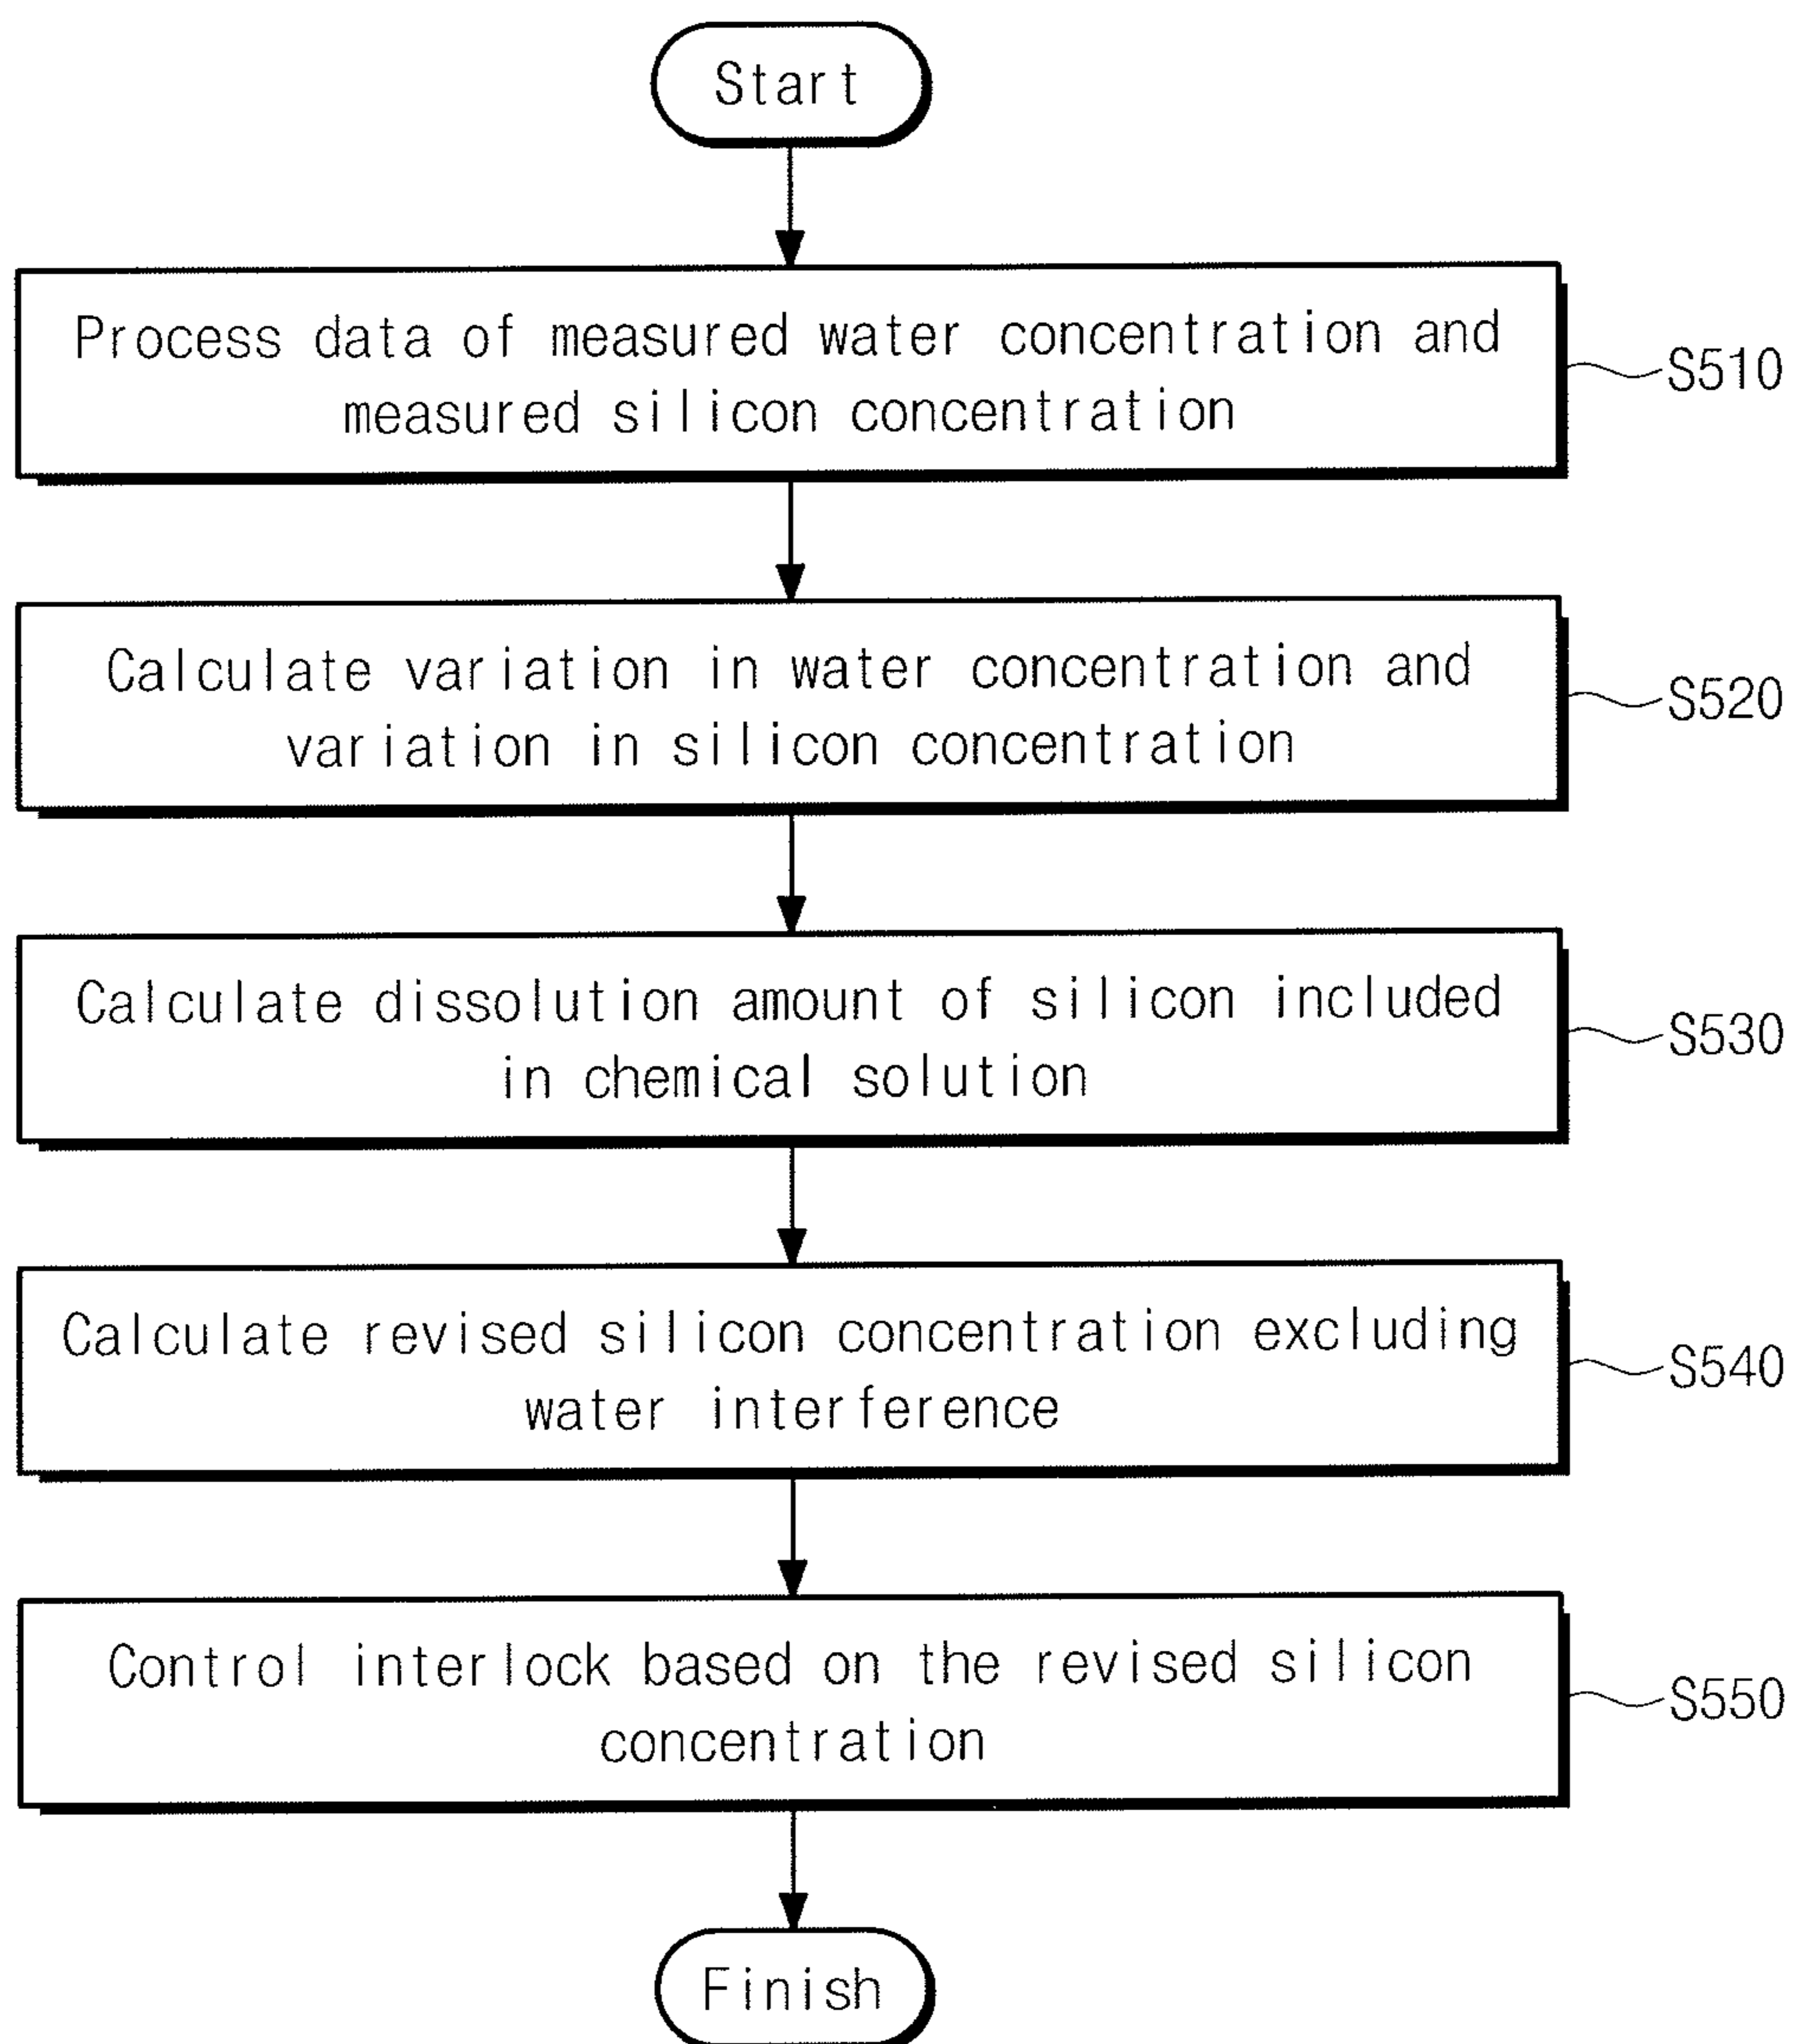 Start
Process data of measured water concentration and
measured silicon concentration
S510
Calculate variation in water concentration and
variation in silicon concentration
S520
Calculate dissolution amount of silicon included
in chemical solution
S530
Calculate revised silicon concentration excluding
water interference
S540
Control interlock based on the revised silicon
concentration
S550
Finish